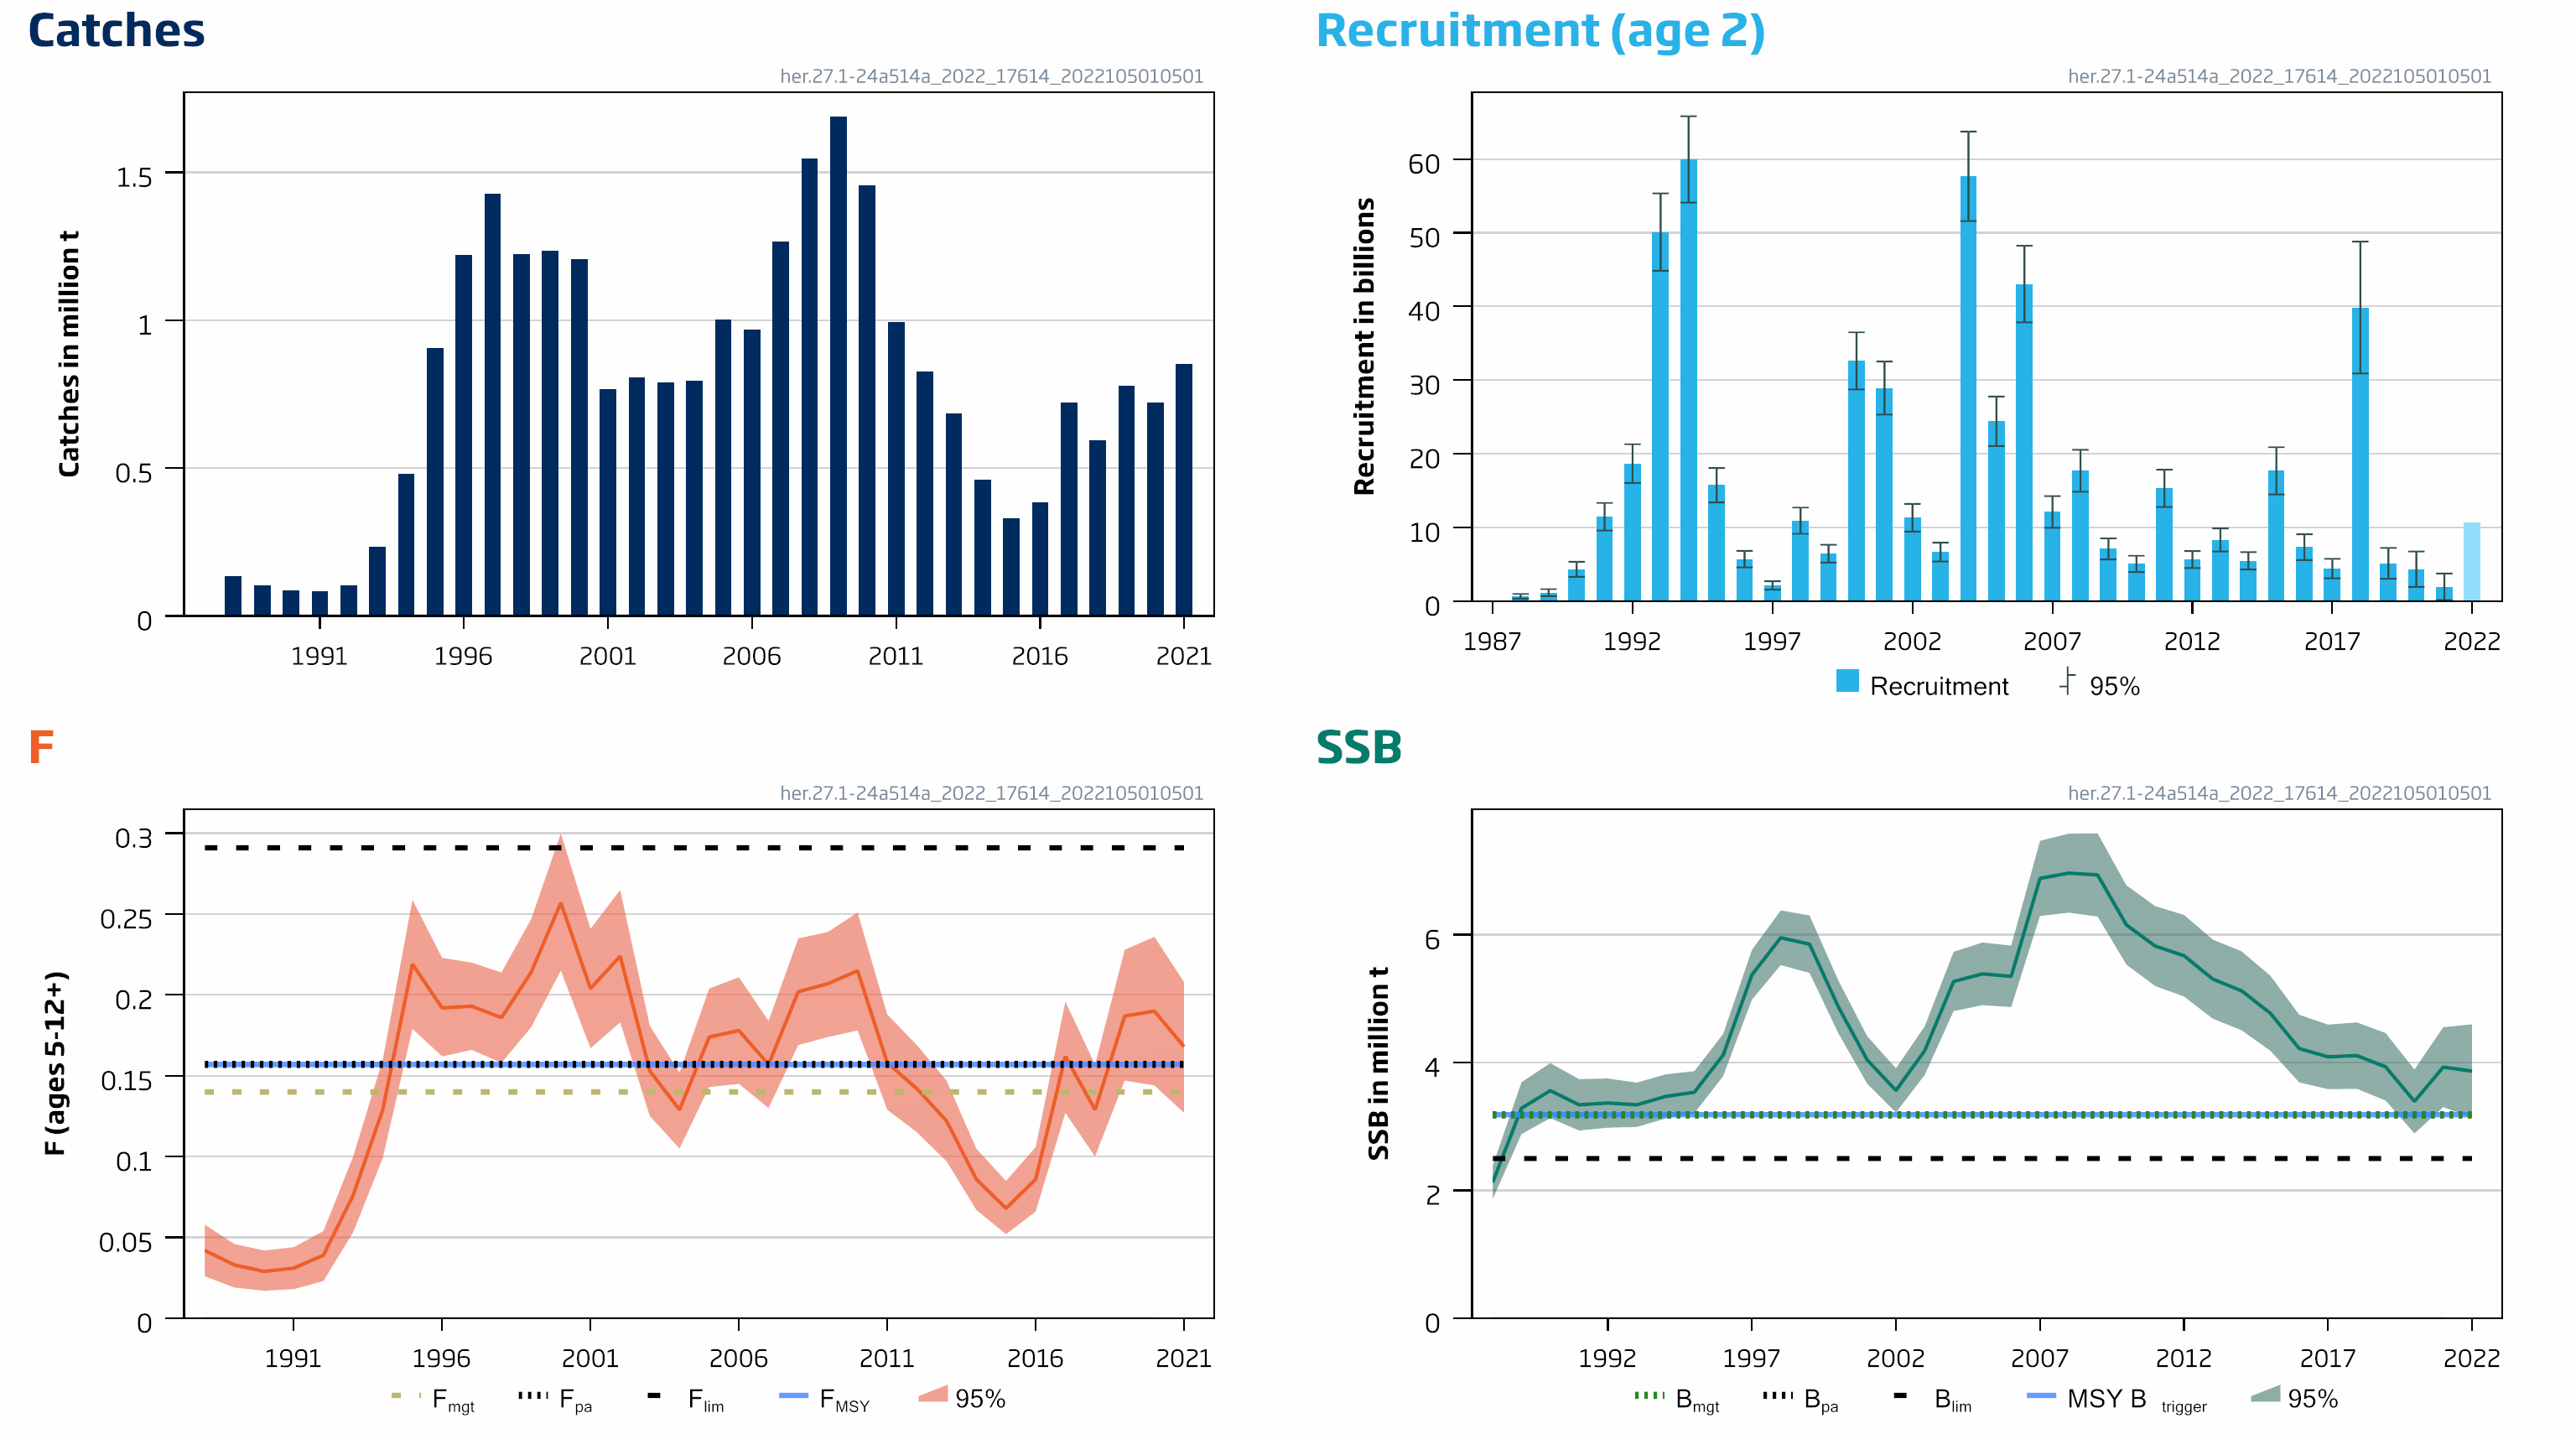 Catches
her.27.1-24a514a_2022_17614_2022105010501
Catches in million t
1.5
1
0.5
0
1991 1996 2001 2006 2011 2016 2021
Recruitment (age 2)
her.27.1-24a514a_2022_17614_2022105010501
Recruitment in billions
60
50
40
30
20
10
0
1987 1992 1997 2002 2007 2012 2017 2022
Recruitment 95%
F
her.27.1-24a514a_2022_17614_2022105010501
F (ages 5-12+)
0.3
0.25
0.2
0.15
0.1
0.05
0
1991 1996 2001 2006 2011 2016 2021
Fmgt Fpa Flim FMSY 95%
SSB
her.27.1-24a514a_2022_17614_2022105010501
SSB in million t
6
4
2
0
1992 1997 2002 2007 2012 2017 2022
Bmgt Bpa Blim MSY B trigger 95%